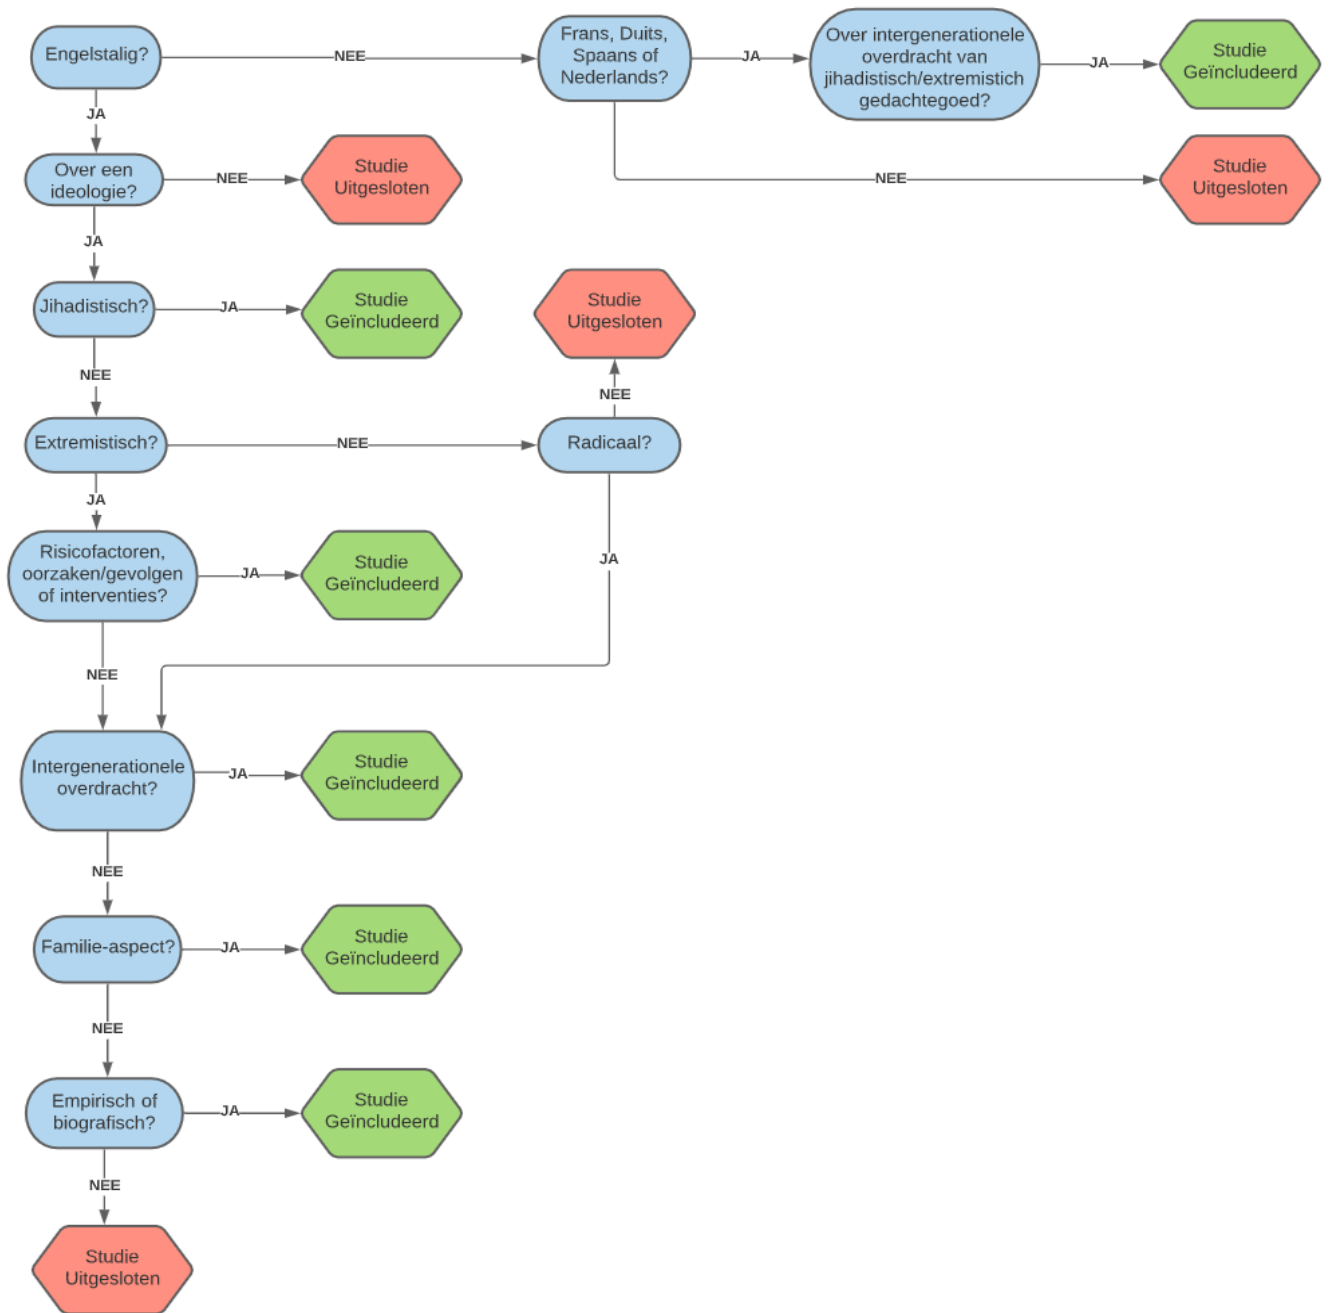 Engelstalig?
NEE
Frans, Duits,
Spaans of
Nederlands?
JA
Over intergenerationele
overdracht van
jihadistisch/extremistich
gedachtegoed?
JA
Studie
Geïncludeerd
JA
NEE
Studie
Uitgesloten
Over een
ideologie?
NEE
Studie
Uitgesloten
JA
Jihadistisch?
JA
Studie
Geïncludeerd
Studie
Uitgesloten
NEE
NEE
Extremistisch?
NEE
Radicaal?
JA
JA
Risicofactoren,
oorzaken/gevolgen
of interventies?
JA
Studie
Geïncludeerd
NEE
Intergenerationele
overdracht?
JA
Studie
Geïncludeerd
NEE
Familie-aspect?
JA
Studie
Geïncludeerd
NEE
Empirisch of
biografisch?
JA
Studie
Geïncludeerd
NEE
Studie
Uitgesloten